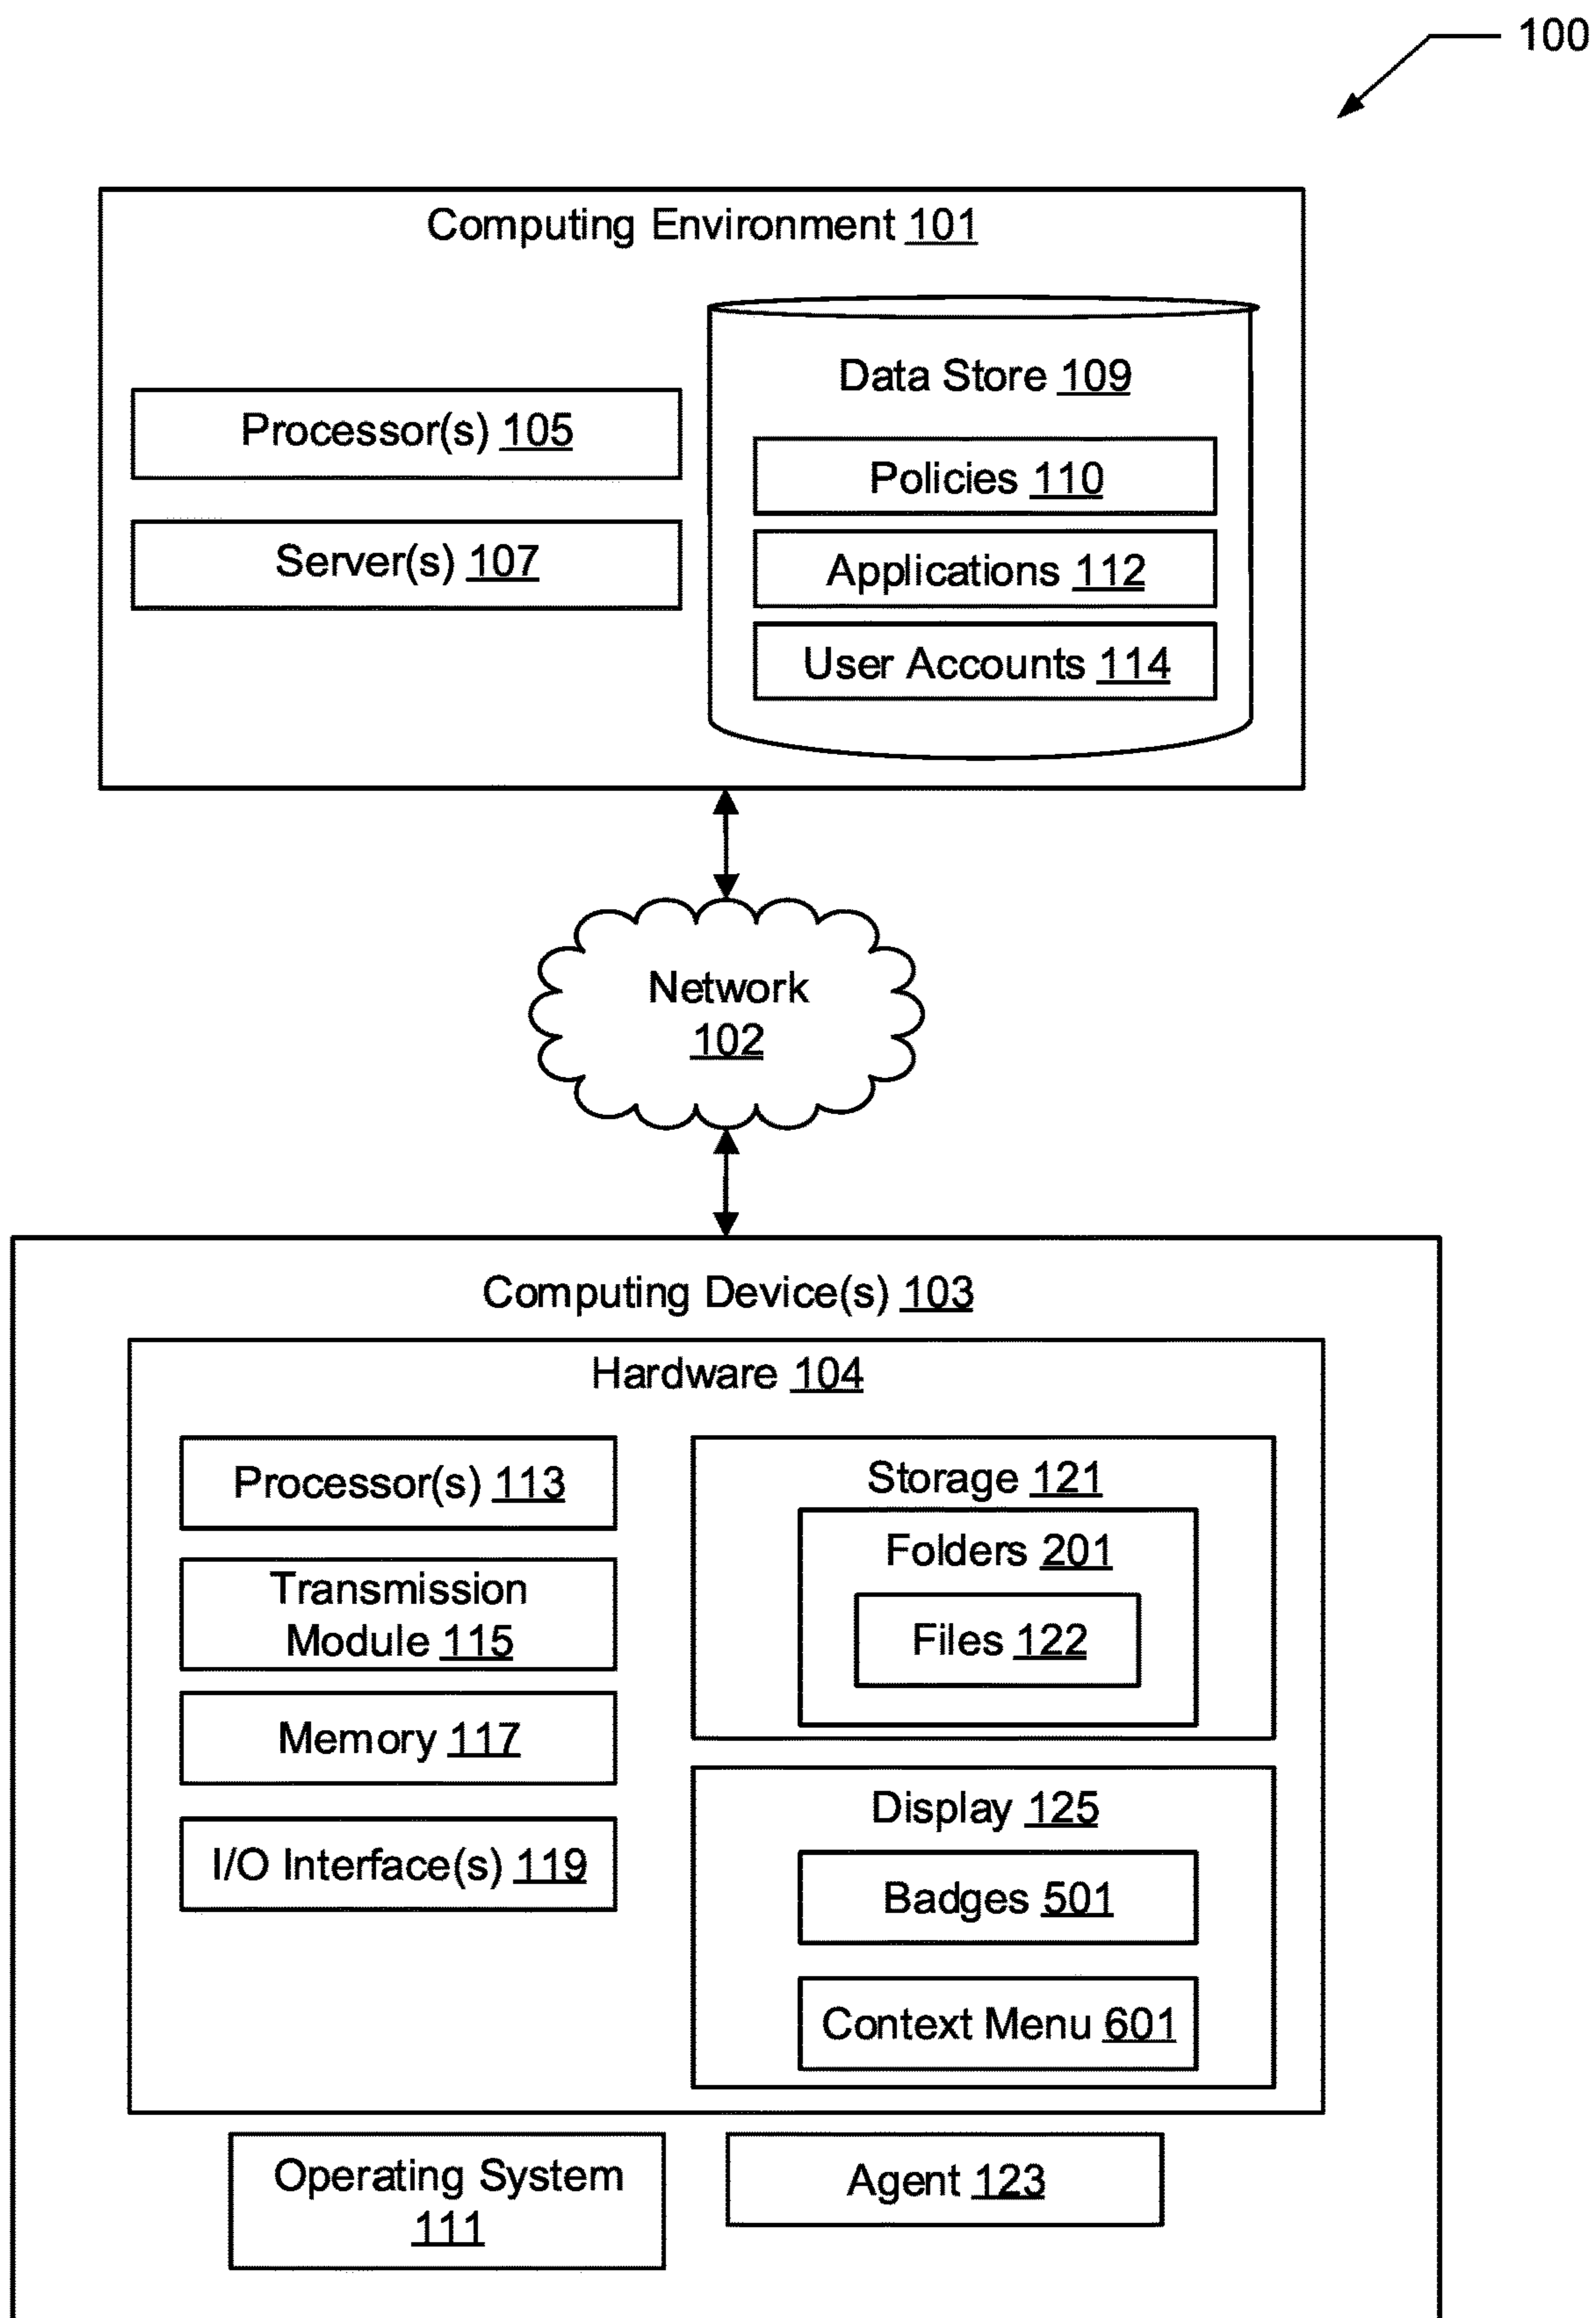 100
Computing Environment 101
Data Store 109
Processor(s) 105
Policies 110
Server(s) 107
Applications 112
User Accounts 114
Network
102
Computing Device(s) 103
Hardware 104
Processor(s) 113
Transmission
Module 115
Memory 117
I/O Interface(s) 119
Storage 121
Folders 201
Files 122
Display 125
Badges 501
Context Menu 601
Operating System
111
Agent 123